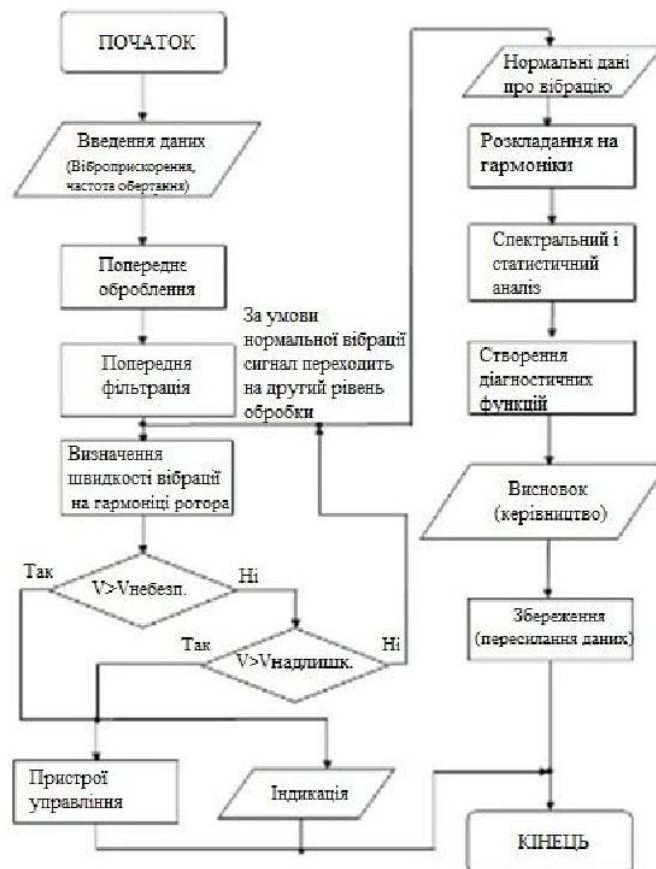 ПОЧАТОК
Введення даних
(Віброприскорення,
частота обертання)
Попереднє
оброблення
Попередня
фільтрація
За умови
нормальної вібрації
сигнал переходить
на другий рівень
обробки
Визначення
швидкості вібрації
на гармоніці ротора
Так
V>Vнебезп.
Ні
Так
V>Vнадлишк.
Ні
Пристрої
управління
Індикація
Нормальні дані
про вібрацію
Розкладання на
гармоніки
Спектральний і
статистичний
аналіз
Створення
діагностичних
функцій
Висновок
(керівництво)
Збереження
(пересилання даних)
КІНЕЦЬ